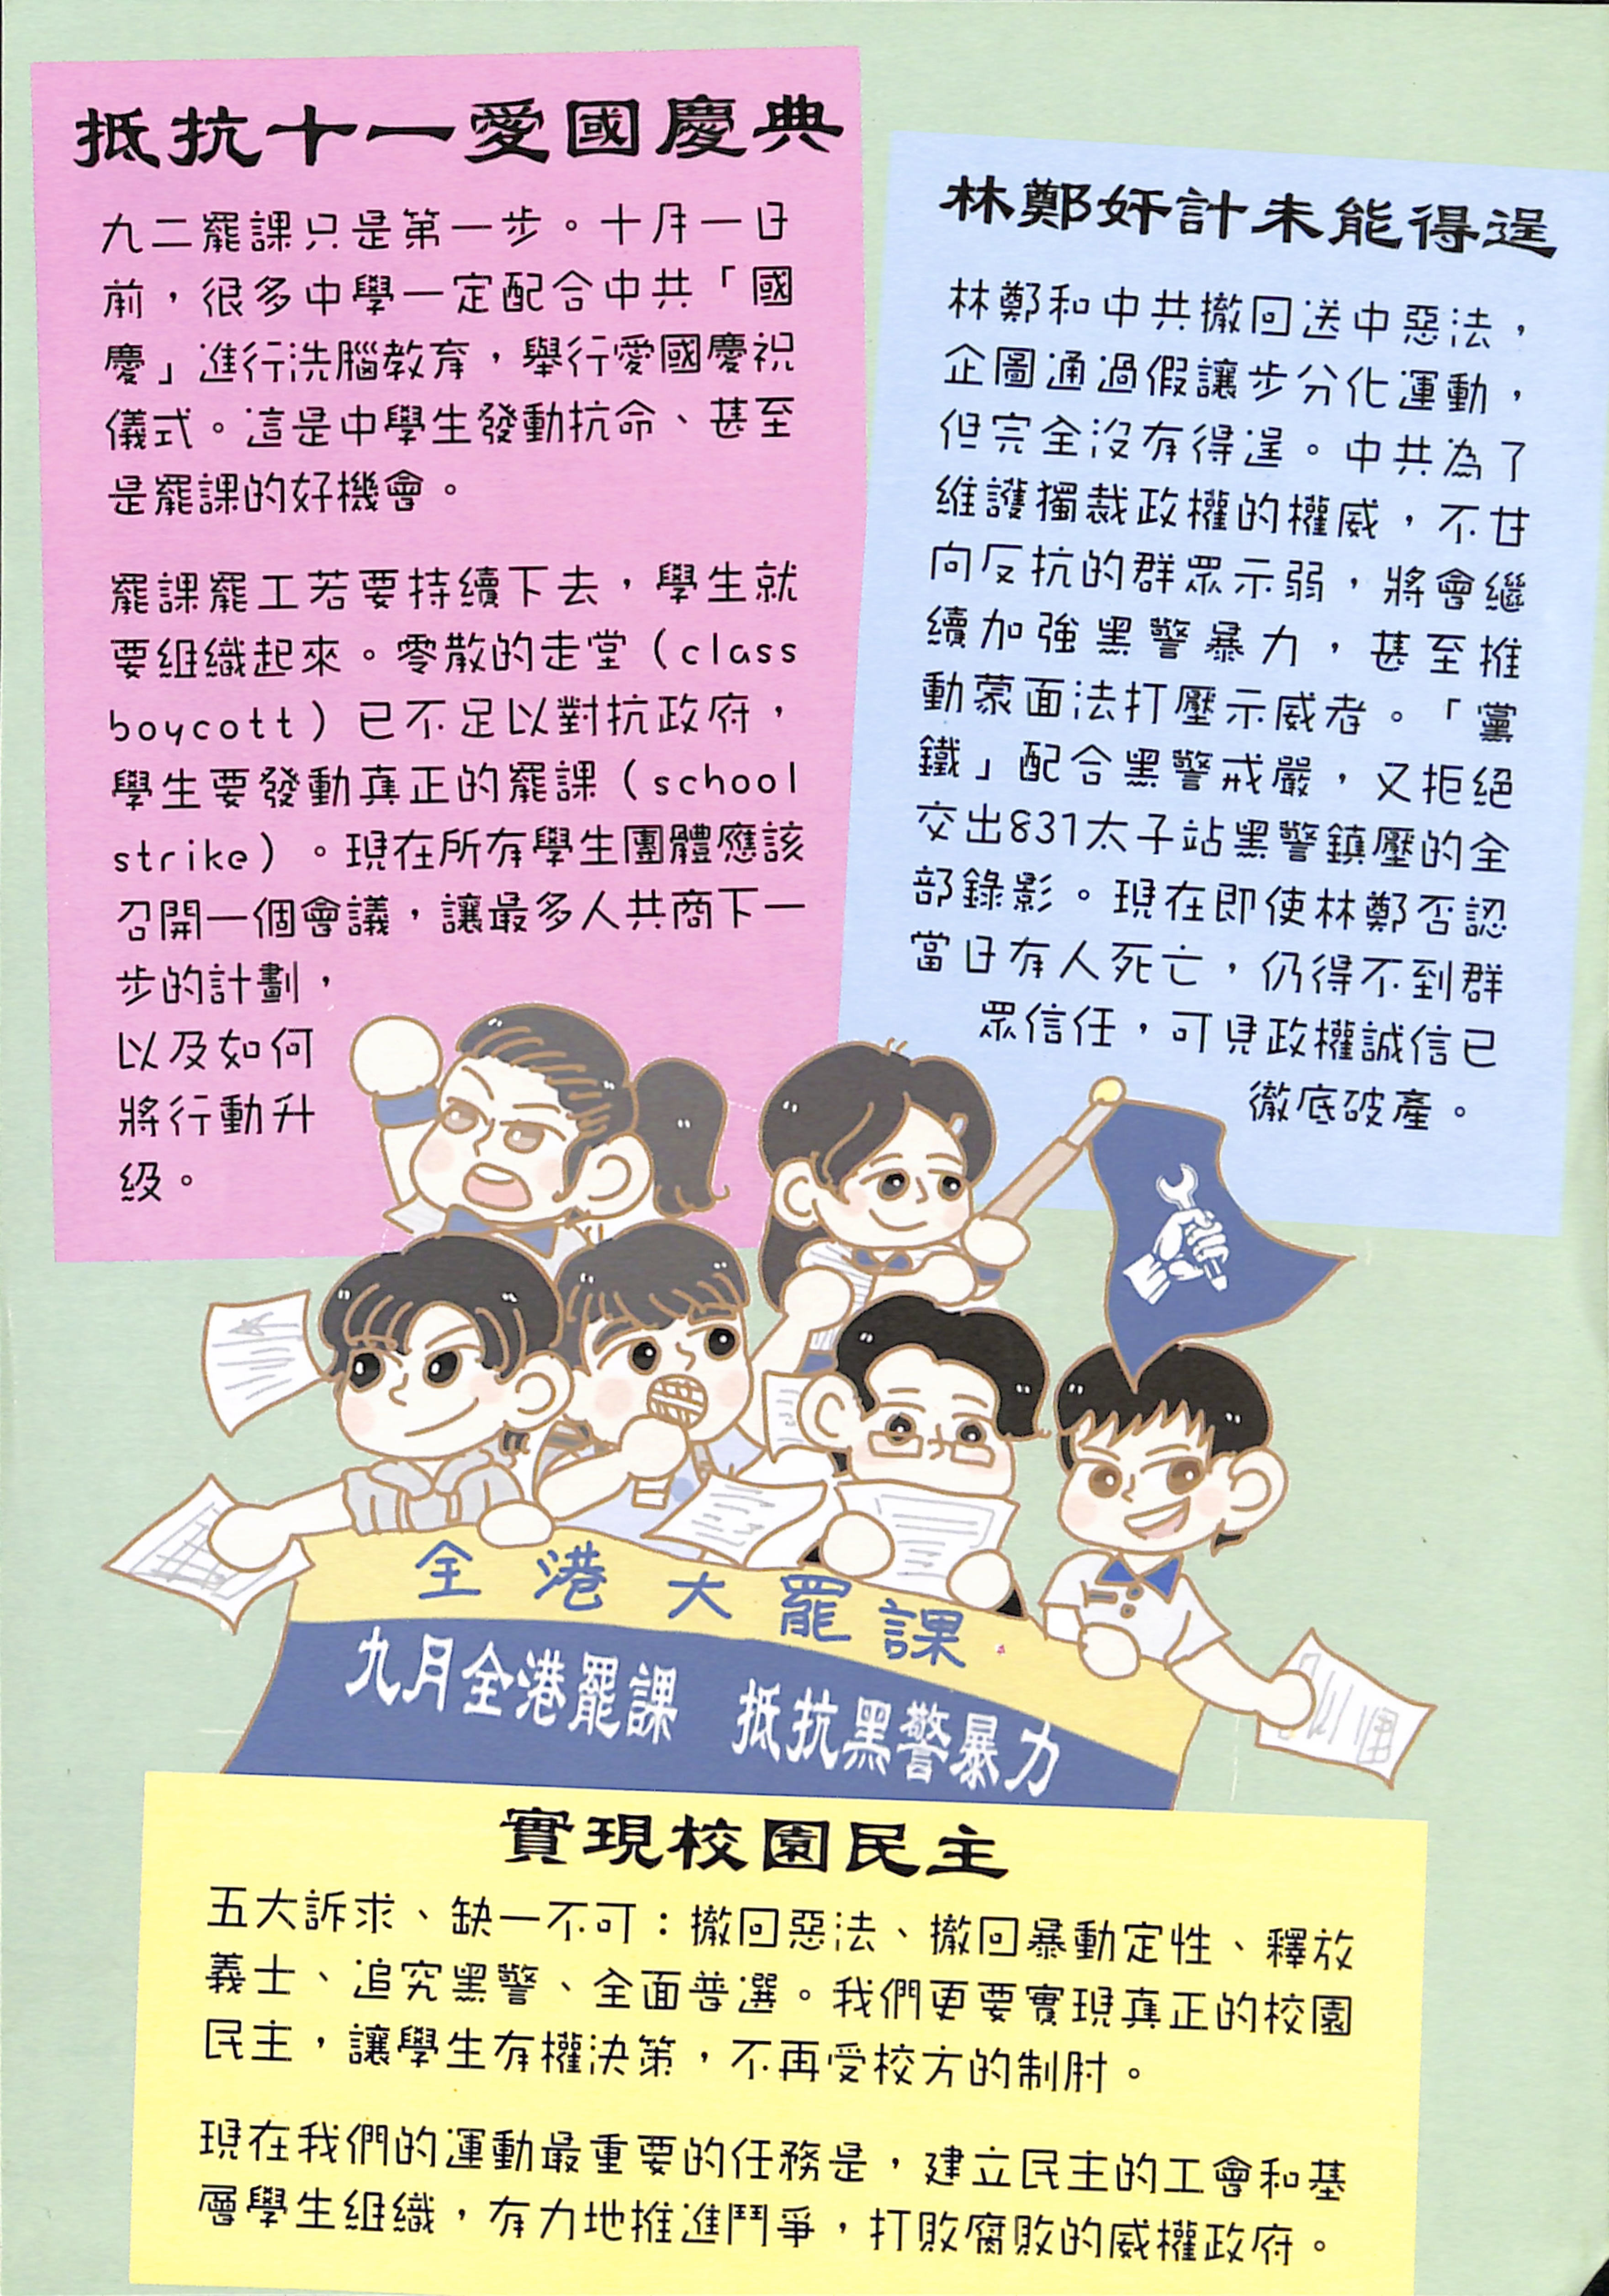 抵抗十一愛國慶典
九二罷課只是第一步。十月一日
前，很多中學一定配合中共「國
慶」進行洗腦教育，舉行愛國慶祝
儀式。這是中學生發動抗命、甚至
是罷課的好機會。
罷課罷工若要持續下去，學生就
要組織起來。零散的走堂（class
boycott）已不足以對抗政府，
學生要發動真正的罷課（school
strike）。現在所有學生團體應該
召開一個會議，讓最多人共商下一
步的計劃，
以及如何
將行動升
級。
林鄭奸計未能得逞
林鄭和中共撤回送中惡法，
企圖通過假讓步分化運動，
但完全沒有得逞。中共為了
維護獨裁政權的權威，不甘
向反抗的群眾示弱，將會繼
續加強黑警暴力，甚至推
動蒙面法打壓示威者。「黨
鐵」配合黑警戒嚴，又拒絕
交出831太子站黑警鎮壓的全
部錄影。現在即使林鄭否認
當日有人死亡，仍得不到群
眾信任，可見政權誠信已
徹底破產。
全港大罷課
九月全港罷課 抵抗黑警暴力
實現校園民主
五大訴求、缺一不可：撤回惡法、撤回暴動定性、釋放
義士、追究黑警、全面普選。我們更要實現真正的校園
民主，讓學生有權決策，不再受校方的制肘。
現在我們的運動最重要的任務是，建立民主的工會和基
層學生組織，有力地推進鬥爭，打敗腐敗的威權政府。